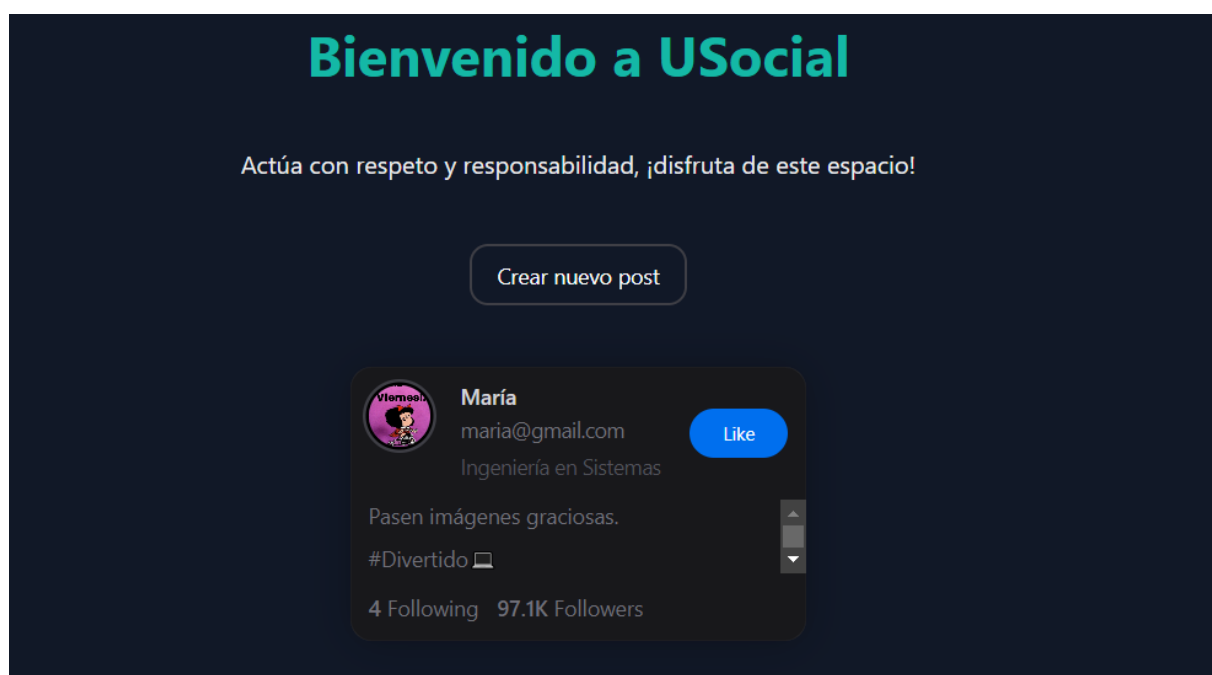 Bienvenido a USocial
Actúa con respeto y responsabilidad, ¡disfruta de este espacio!
Crear nuevo post
María
maria@gmail.com
Ingeniería en Sistemas
Like
Pasen imágenes graciosas.
#Divertido
4 Following 97.1K Followers